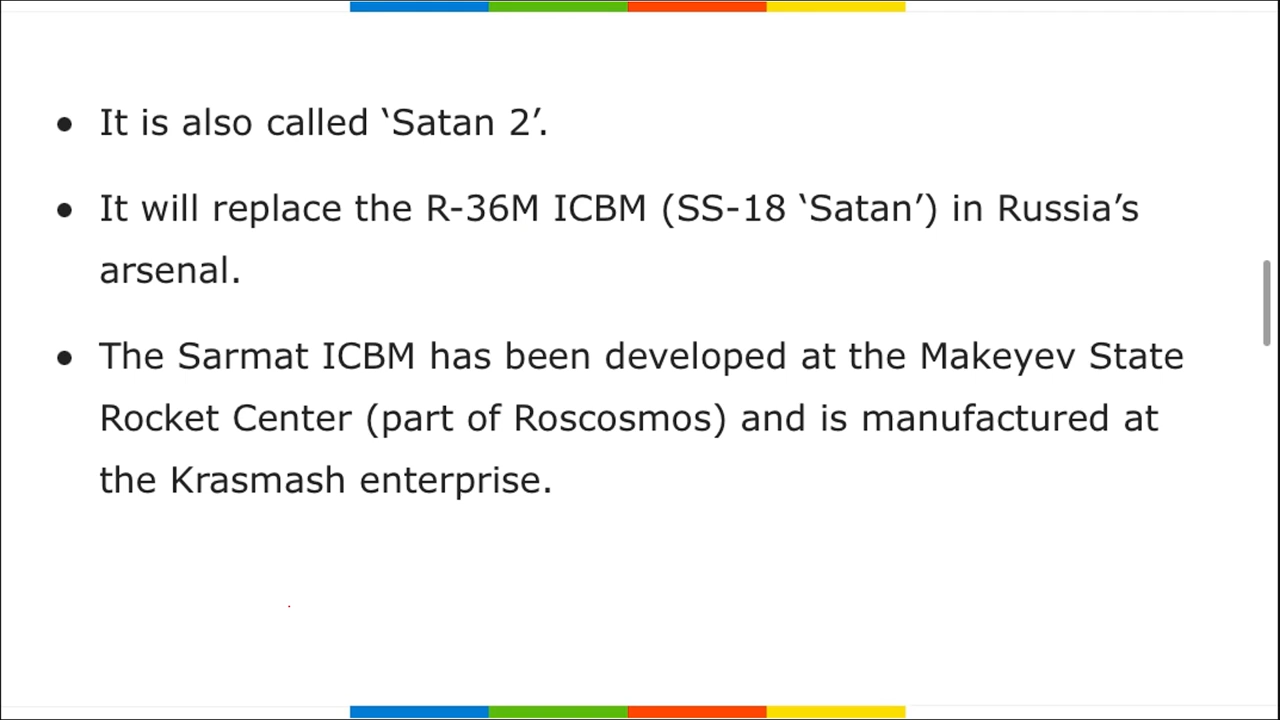 • It is also called ‘Satan 2’.
• It will replace the R-36M ICBM (SS-18 ‘Satan’) in Russia’s
arsenal.
• The Sarmat ICBM has been developed at the Makeyev State
Rocket Center (part of Roscosmos) and is manufactured at
the Krasmash enterprise.